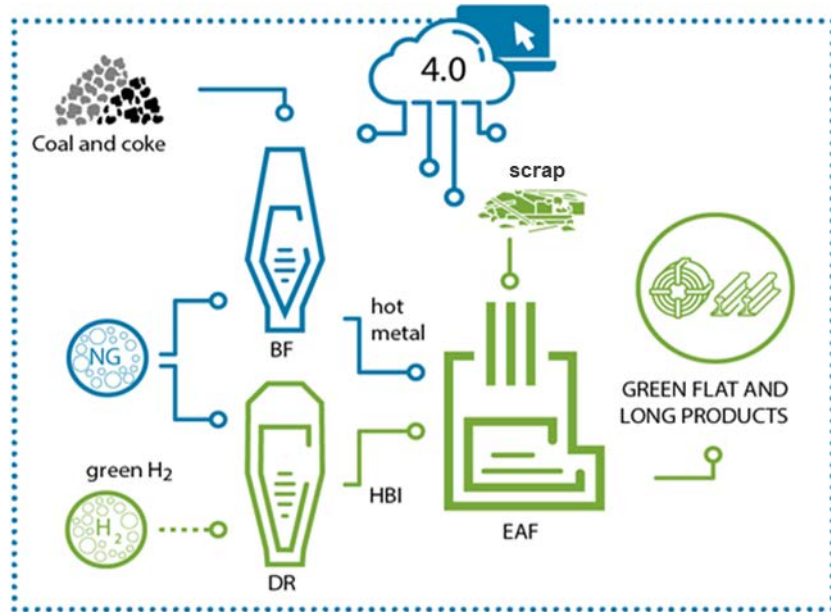 4.0
Coal and coke
scrap
NG
BF
hot
metal
GREEN FLAT AND
LONG PRODUCTS
green H₂
H₂
HBI
DR
EAF